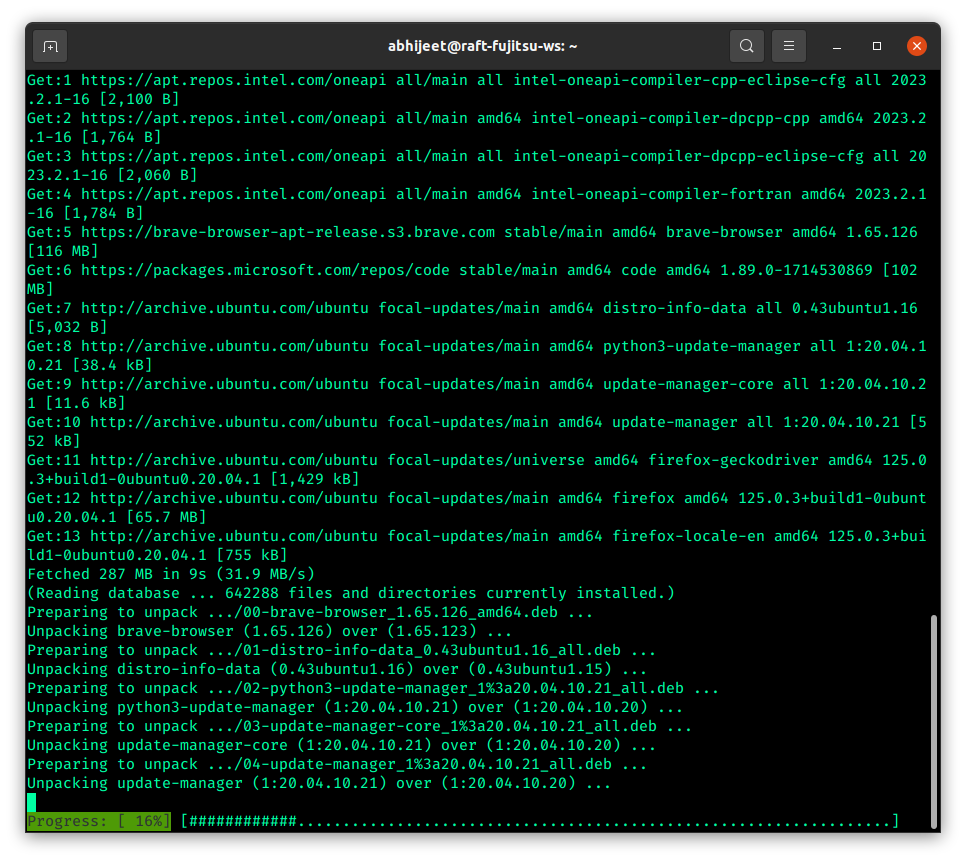 abhijeet@raft-fujitsu-ws: ~
Get:1 https://apt.repos.intel.com/oneapi all/main all intel-oneapi-compiler-cpp-eclipse-cfg all 2023
.2.1-16 [2,100 B]
Get:2 https://apt.repos.intel.com/oneapi all/main amd64 intel-oneapi-compiler-dpcpp-cpp amd64 2023.2
.1-16 [1,764 B]
Get:3 https://apt.repos.intel.com/oneapi all/main all intel-oneapi-compiler-dpcpp-eclipse-cfg all 20
23.2.1-16 [2,060 B]
Get:4 https://apt.repos.intel.com/oneapi all/main amd64 intel-oneapi-compiler-fortran amd64 2023.2.1
-16 [1,784 B]
Get:5 https://brave-browser-apt-release.s3.brave.com stable/main amd64 brave-browser amd64 1.65.126
[116 MB]
Get:6 https://packages.microsoft.com/repos/code stable/main amd64 code amd64 1.89.0-1714530869 [102
MB]
Get:7 http://archive.ubuntu.com/ubuntu focal-updates/main amd64 distro-info-data all 0.43ubuntu1.16
[5,032 B]
Get:8 http://archive.ubuntu.com/ubuntu focal-updates/main amd64 python3-update-manager all 1:20.04.1
0.21 [38.4 kB]
Get:9 http://archive.ubuntu.com/ubuntu focal-updates/main amd64 update-manager-core all 1:20.04.10.2
1 [11.6 kB]
Get:10 http://archive.ubuntu.com/ubuntu focal-updates/main amd64 update-manager all 1:20.04.10.21 [5
52 kB]
Get:11 http://archive.ubuntu.com/ubuntu focal-updates/universe amd64 firefox-geckodriver amd64 125.0
.3+build1-0ubuntu0.20.04.1 [1,429 kB]
Get:12 http://archive.ubuntu.com/ubuntu focal-updates/main amd64 firefox amd64 125.0.3+build1-0ubunt
u0.20.04.1 [65.7 MB]
Get:13 http://archive.ubuntu.com/ubuntu focal-updates/main amd64 firefox-locale-en amd64 125.0.3+bui
ld1-0ubuntu0.20.04.1 [755 kB]
Fetched 287 MB in 9s (31.9 MB/s)
(Reading database ... 642288 files and directories currently installed.)
Preparing to unpack .../00-brave-browser_1.65.126_amd64.deb ...
Unpacking brave-browser (1.65.126) over (1.65.123) ...
Preparing to unpack .../01-distro-info-data_0.43ubuntu1.16_all.deb ...
Unpacking distro-info-data (0.43ubuntu1.16) over (0.43ubuntu1.15) ...
Preparing to unpack .../02-python3-update-manager_1%3a20.04.10.21_all.deb ...
Unpacking python3-update-manager (1:20.04.10.21) over (1:20.04.10.20) ...
Preparing to unpack .../03-update-manager-core_1%3a20.04.10.21_all.deb ...
Unpacking update-manager-core (1:20.04.10.21) over (1:20.04.10.20) ...
Preparing to unpack .../04-update-manager_1%3a20.04.10.21_all.deb ...
Unpacking update-manager (1:20.04.10.21) over (1:20.04.10.20) ...
Progress: [ 16%] [############..................................................................]